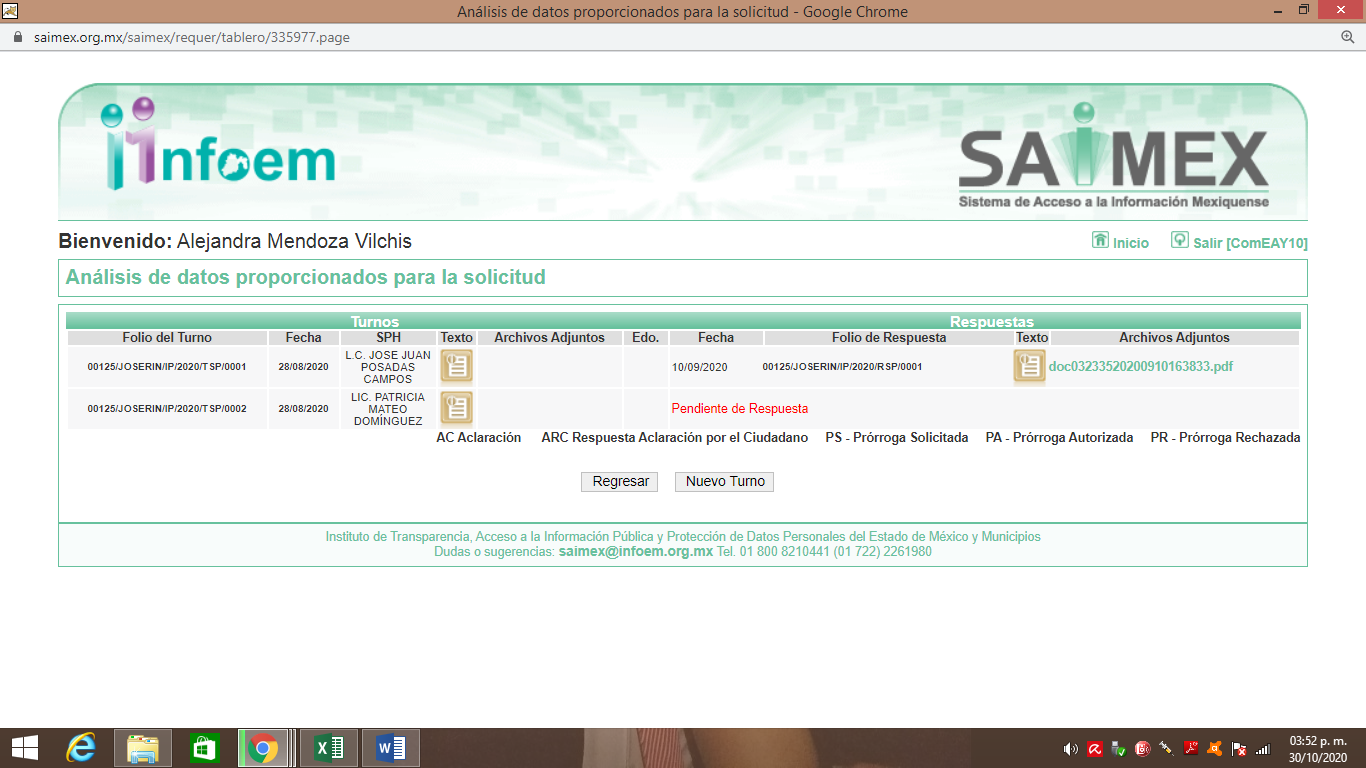 Análisis de datos proporcionados para la solicitud - Google Chrome
saimex.org.mx/saimex/requer/tablero/335977.page
infoem
SAIMEX
Sistema de Acceso a la Información Mexiquense
Bienvenido: Alejandra Mendoza Vilchis
Inicio Salir [ComEAY10]
Análisis de datos proporcionados para la solicitud
Turnos Respuestas
Folio del Turno Fecha SPH Texto Archivos Adjuntos Edo. Fecha Folio de Respuesta Texto Archivos Adjuntos
00125/JOSERIN/IP/2020/TSP/0001 28/08/2020 L.C. JOSE JUAN POSADAS CAMPOS 10/09/2020 00125/JOSERIN/IP/2020/RSP/0001 doc03233520200910163833.pdf
00125/JOSERIN/IP/2020/TSP/0002 28/08/2020 LIC. PATRICIA MATEO DOMÍNGUEZ Pendiente de Respuesta
AC Aclaración ARC Respuesta Aclaración por el Ciudadano PS - Prórroga Solicitada PA - Prórroga Autorizada PR - Prórroga Rechazada
Regresar Nuevo Turno
Instituto de Transparencia, Acceso a la Información Pública y Protección de Datos Personales del Estado de México y Municipios
Dudas o sugerencias: saimex@infoem.org.mx Tel. 01 800 8210441 (01 722) 2261980
03:52 p. m.
30/10/2020